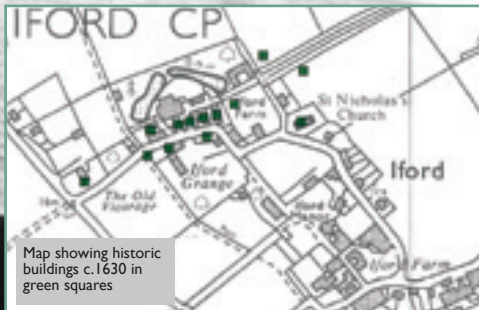 IFORD CP
Iford
Farm
St Nicholas's
Church
Iford
Iford
Grange
The Old
Vicarage
Iford Manor
Iford Farm
Map showing historic
buildings c.1630 in
green squares